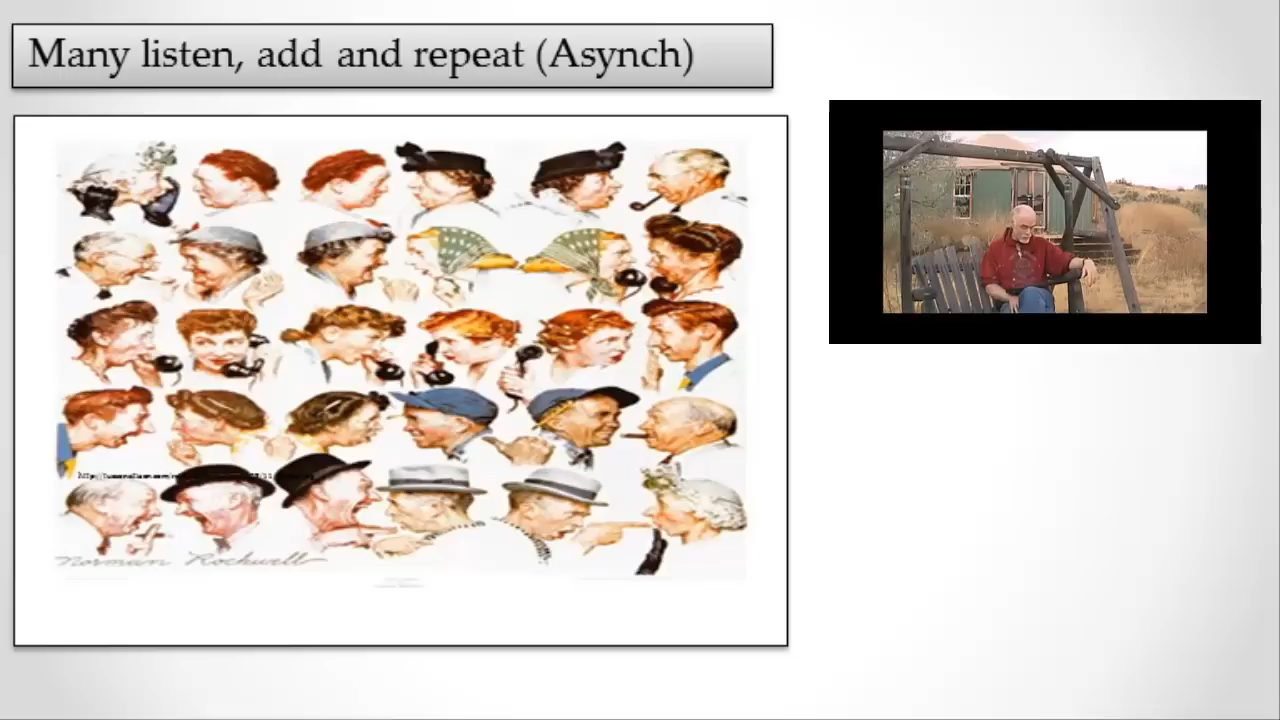 Many listen, add and repeat (Asynch)
Norman Rockwell